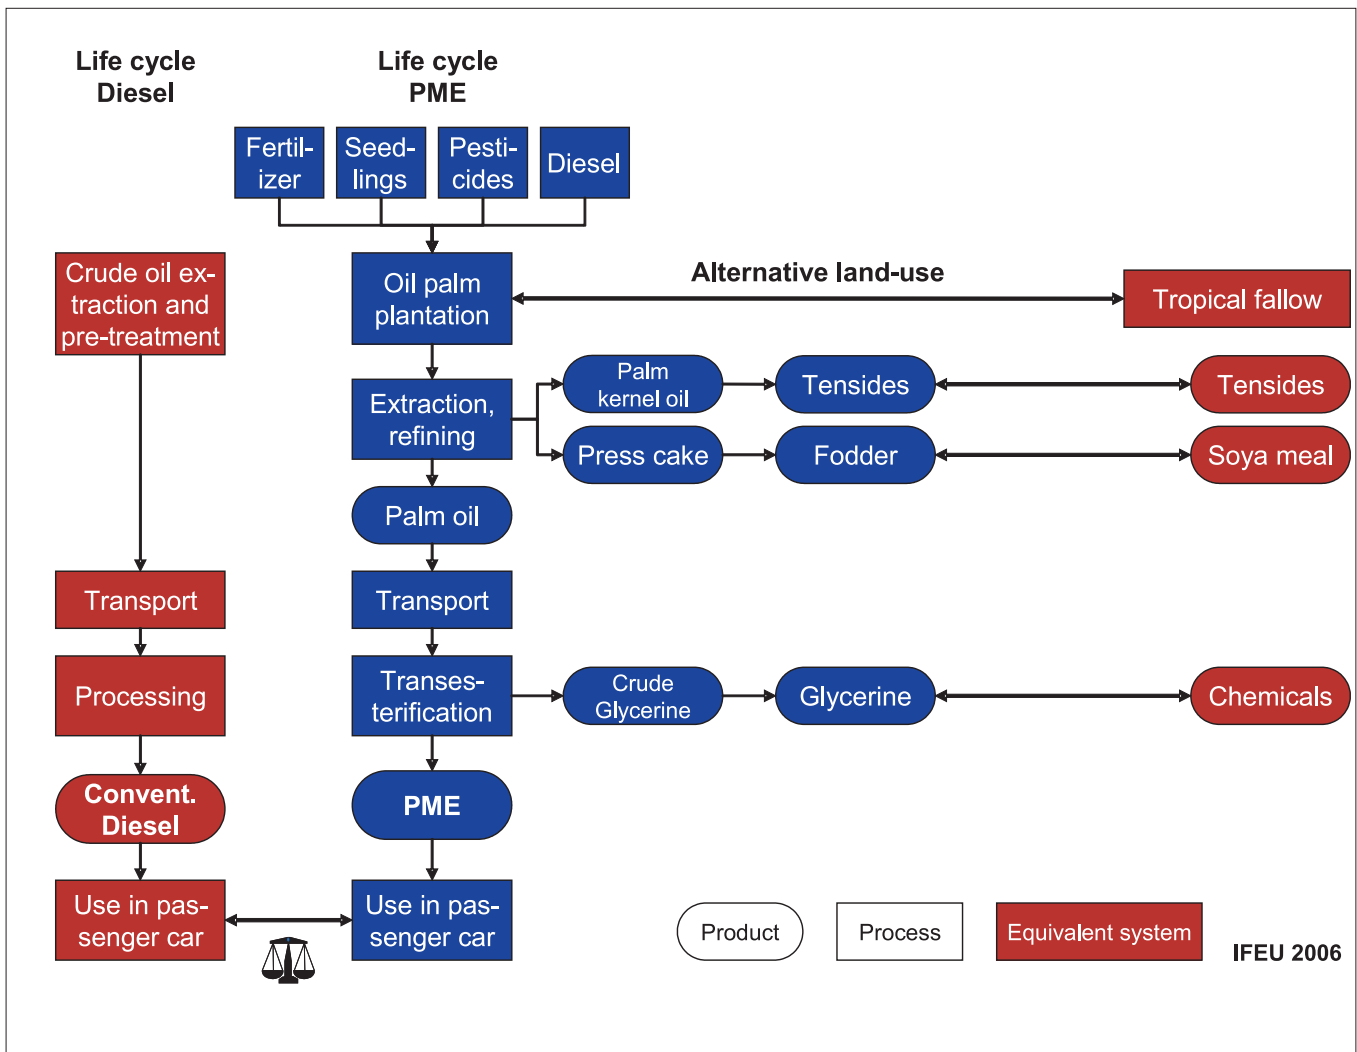 Life cycle
Diesel
Life cycle
PME
Fertil-
izer
Seed-
lings
Pesti-
cides
Diesel
Crude oil ex-
traction and
pre-treatment
Oil palm
plantation
Alternative land-use
Tropical fallow
Extraction,
refining
Palm
kernel oil
Tensides
Tensides
Press cake
Fodder
Soya meal
Palm oil
Transport
Transport
Processing
Transes-
terification
Crude
Glycerine
Glycerine
Chemicals
Convent.
Diesel
PME
Use in pas-
senger car
Use in pas-
senger car
Product
Process
Equivalent system
IFEU 2006